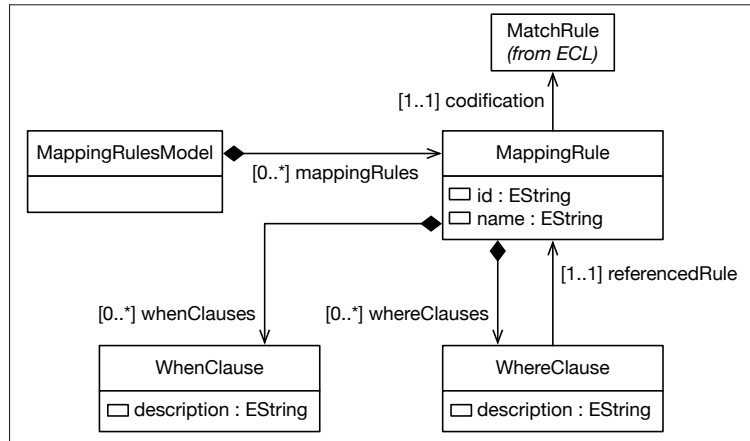 MatchRule
(from ECL)
[1..1] codification
MappingRulesModel
[0..*] mappingRules
MappingRule
id : EString
name : EString
[1..1] referencedRule
[0..*] whenClauses
[0..*] whereClauses
WhenClause
description : EString
WhereClause
description : EString